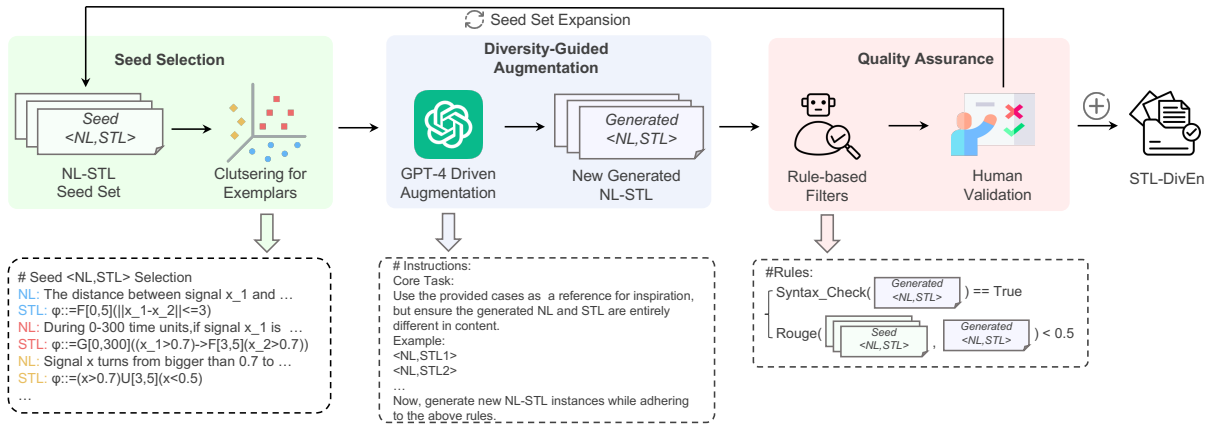 Seed Set Expansion
Seed Selection
Seed
<NL,STL>
NL-STL
Seed Set
Clutsering for
Exemplars
Diversity-Guided
Augmentation
GPT-4 Driven
Augmentation
Generated
<NL,STL>
New Generated
NL-STL
Quality Assurance
Rule-based
Filters
Human
Validation
STL-DivEn
# Seed <NL,STL> Selection
NL: The distance between signal x_1 and …
STL: φ::=F[0,5](||x_1-x_2||<=3)
NL: During 0-300 time units,if signal x_1 is …
STL: φ::=G[0,300]((x_1>0.7)->F[3,5](x_2>0.7))
NL: Signal x turns from bigger than 0.7 to …
STL: φ::=(x>0.7)U[3,5](x<0.5)
…
# Instructions:
Core Task:
Use the provided cases as a reference for inspiration,
but ensure the generated NL and STL are entirely
different in content.
Example:
<NL,STL1>
<NL,STL2>
…
Now, generate new NL-STL instances while adhering
to the above rules.
#Rules:
Syntax_Check( Generated <NL,STL> ) == True
Rouge( Seed <NL,STL> , Generated <NL,STL> ) < 0.5